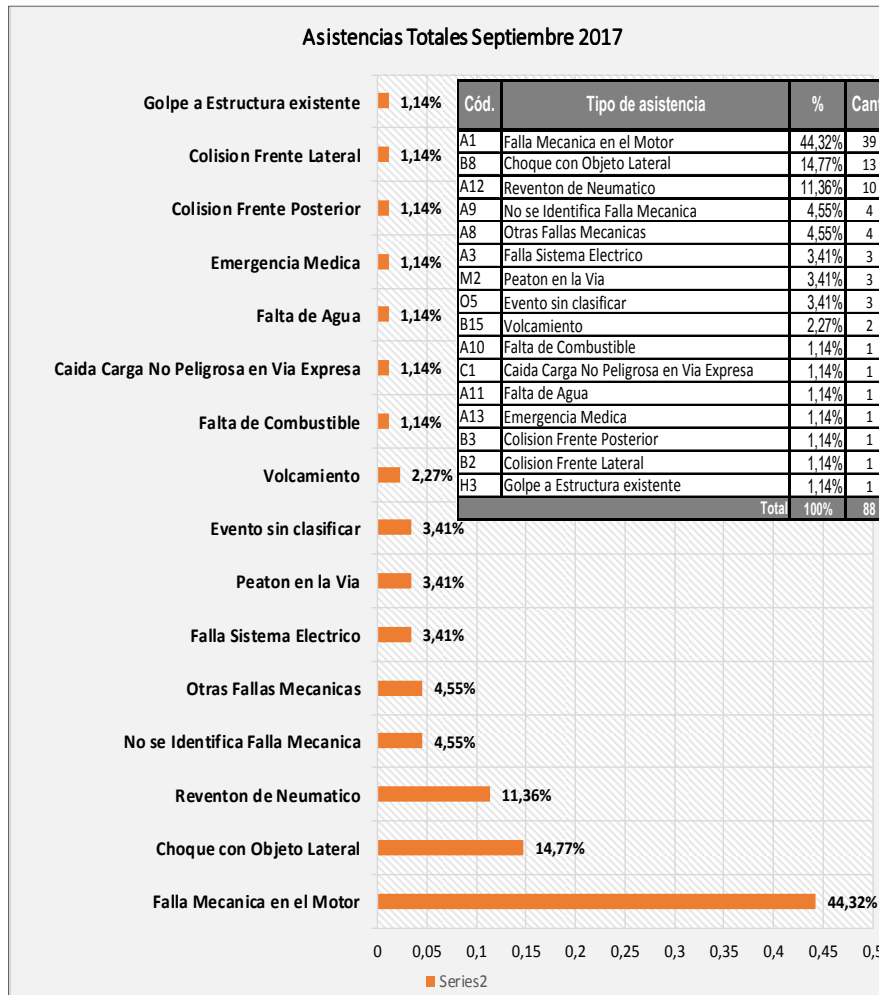 Asistencias Totales Septiembre 2017
Golpe a Estructura existente 1,14%
Colision Frente Lateral 1,14%
Colision Frente Posterior 1,14%
Emergencia Medica 1,14%
Falta de Agua 1,14%
Caida Carga No Peligrosa en Via Expresa 1,14%
Falta de Combustible 1,14%
Volcamiento 2,27%
Evento sin clasificar 3,41%
Peaton en la Via 3,41%
Falla Sistema Electrico 3,41%
Otras Fallas Mecanicas 4,55%
No se Identifica Falla Mecanica 4,55%
Reventon de Neumatico 11,36%
Choque con Objeto Lateral 14,77%
Falla Mecanica en el Motor 44,32%
0 0,05 0,1 0,15 0,2 0,25 0,3 0,35 0,4 0,45 0,5
Series2
Cód. Tipo de asistencia % Cant
A1 Falla Mecanica en el Motor 44,32% 39
B8 Choque con Objeto Lateral 14,77% 13
A12 Reventon de Neumatico 11,36% 10
A9 No se Identifica Falla Mecanica 4,55% 4
A8 Otras Fallas Mecanicas 4,55% 4
A3 Falla Sistema Electrico 3,41% 3
M2 Peaton en la Via 3,41% 3
O5 Evento sin clasificar 3,41% 3
B15 Volcamiento 2,27% 2
A10 Falta de Combustible 1,14% 1
C1 Caida Carga No Peligrosa en Via Expresa 1,14% 1
A11 Falta de Agua 1,14% 1
A13 Emergencia Medica 1,14% 1
B3 Colision Frente Posterior 1,14% 1
B2 Colision Frente Lateral 1,14% 1
H3 Golpe a Estructura existente 1,14% 1
Total 100% 88